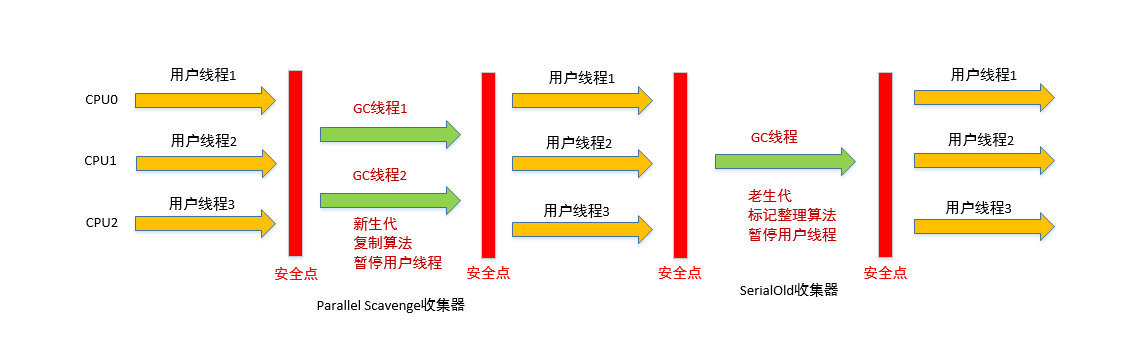 用户线程1
用户线程1
用户线程1
CPU0
GC线程1
用户线程2
用户线程2
GC线程
用户线程2
CPU1
GC线程2
用户线程3
用户线程3
老生代
标记整理算法
暂停用户线程
用户线程3
CPU2
新生代
复制算法
暂停用户线程
安全点
安全点
安全点
安全点
Parallel Scavenge收集器
SerialOld收集器